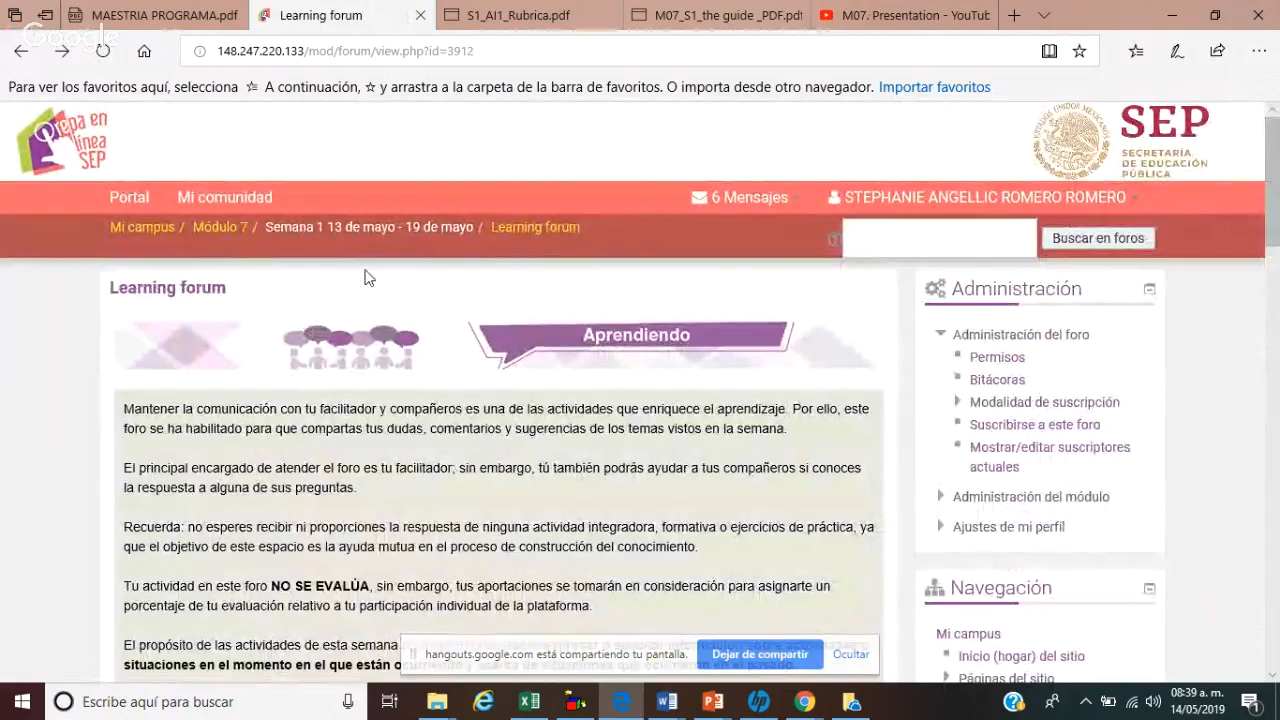 MAESTRIA PROGRAMA.pdf
Learning forum
S1_AI1_Rubrica.pdf
M07_S1_the guide _PDF.pdf
M07. Presentation - YouTut
Google
148.247.220.133/mod/forum/view.php?id=3912
Para ver los favoritos aquí, selecciona A continuación, y arrastra a la carpeta de la barra de favoritos. O importa desde otro navegador. Importar favoritos
Prepa en
línea
SEP
ESTADOS UNIDOS MEXICANOS
SEP
SECRETARÍA
DE EDUCACIÓN
PÚBLICA
Portal
Mi comunidad
6 Mensajes
STEPHANIE ANGELLIC ROMERO ROMERO
Mi campus / Módulo 7 / Semana 1 13 de mayo - 19 de mayo / Learning forum
Buscar en foros
Learning forum
Aprendiendo
Mantener la comunicación con tu facilitador y compañeros es una de las actividades que enriquece el aprendizaje. Por ello, este
foro se ha habilitado para que compartas tus dudas, comentarios y sugerencias de los temas vistos en la semana.
El principal encargado de atender el foro es tu facilitador; sin embargo, tú también podrás ayudar a tus compañeros si conoces
la respuesta a alguna de sus preguntas.
Recuerda: no esperes recibir ni proporciones la respuesta de ninguna actividad integradora, formativa o ejercicios de práctica, ya
que el objetivo de este espacio es la ayuda mutua en el proceso de construcción del conocimiento.
Tu actividad en este foro NO SE EVALÚA, sin embargo, tus aportaciones se tomarán en consideración para asignarte un
porcentaje de tu evaluación relativo a tu participación individual de la plataforma.
El propósito de las actividades de esta semana
situaciones en el momento en el que están
Administración
Administración del foro
Permisos
Bitácoras
Modalidad de suscripción
Suscribirse a este foro
Mostrar/editar suscriptores
actuales
Administración del módulo
Ajustes de mi perfil
Navegación
Mi campus
Inicio (hogar) del sitio
Páginas del sitio
hangouts.google.com está compartiendo tu pantalla.
Dejar de compartir
Ocultar
Escribe aquí para buscar
08:39 a. m.
14/05/2019